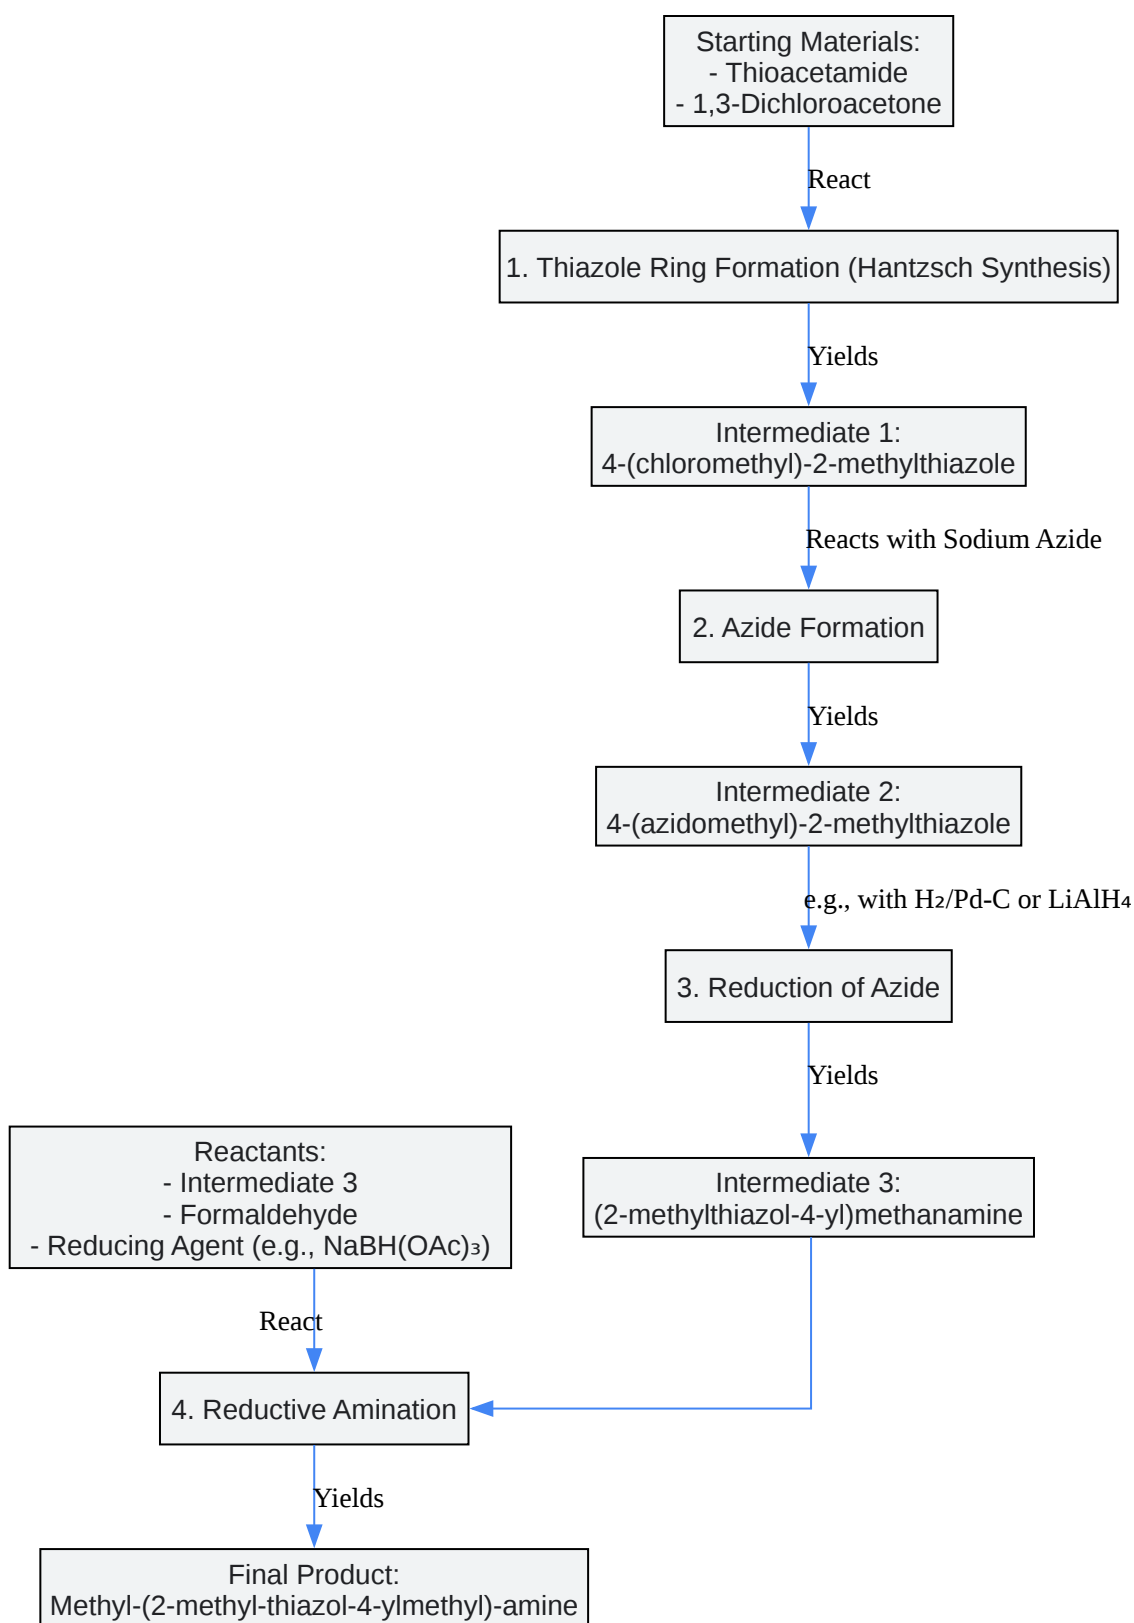 Starting Materials:
- Thioacetamide
- 1,3-Dichloroacetone
React
1. Thiazole Ring Formation (Hantzsch Synthesis)
Yields
Intermediate 1:
4-(chloromethyl)-2-methylthiazole
Reacts with Sodium Azide
2. Azide Formation
Yields
Intermediate 2:
4-(azidomethyl)-2-methylthiazole
e.g., with H₂/Pd-C or LiAlH₄
3. Reduction of Azide
Yields
Intermediate 3:
(2-methylthiazol-4-yl)methanamine
Reactants:
- Intermediate 3
- Formaldehyde
- Reducing Agent (e.g., NaBH(OAc)₃)
React
4. Reductive Amination
Yields
Final Product:
Methyl-(2-methyl-thiazol-4-ylmethyl)-amine